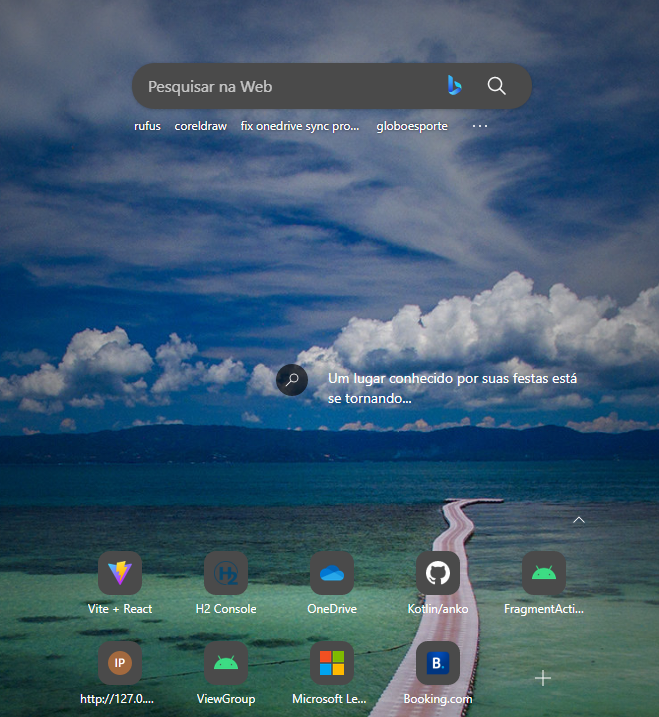 Pesquisar na Web
rufus coreldraw fix onedrive sync pro... globoesporte ...
Um lugar conhecido por suas festas está
se tornando...
H2
Vite + React H2 Console OneDrive Kotlin/anko FragmentActi...
IP B.
http://127.0.... ViewGroup Microsoft Le... Booking.com